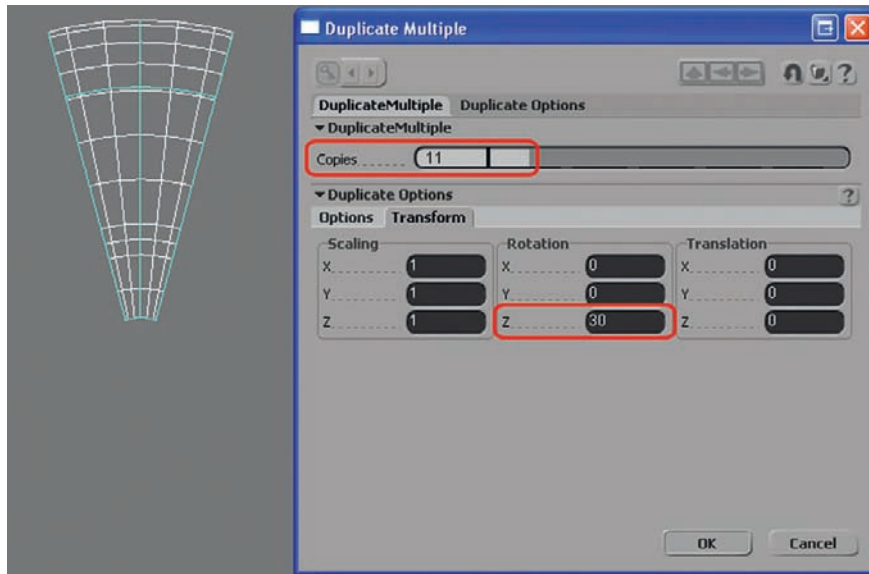 Duplicate Multiple
?
DuplicateMultiple Duplicate Options
DuplicateMultiple
Copies 11
Duplicate Options ?
Options Transform
Scaling Rotation Translation
X 1 X 0 X 0
Y 1 Y 0 Y 0
Z 1 Z 30 Z 0
OK Cancel